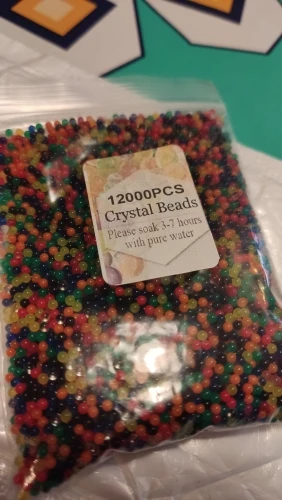 12000PCS
Crystal Beads
Please soak 3-7 hours
with pure water